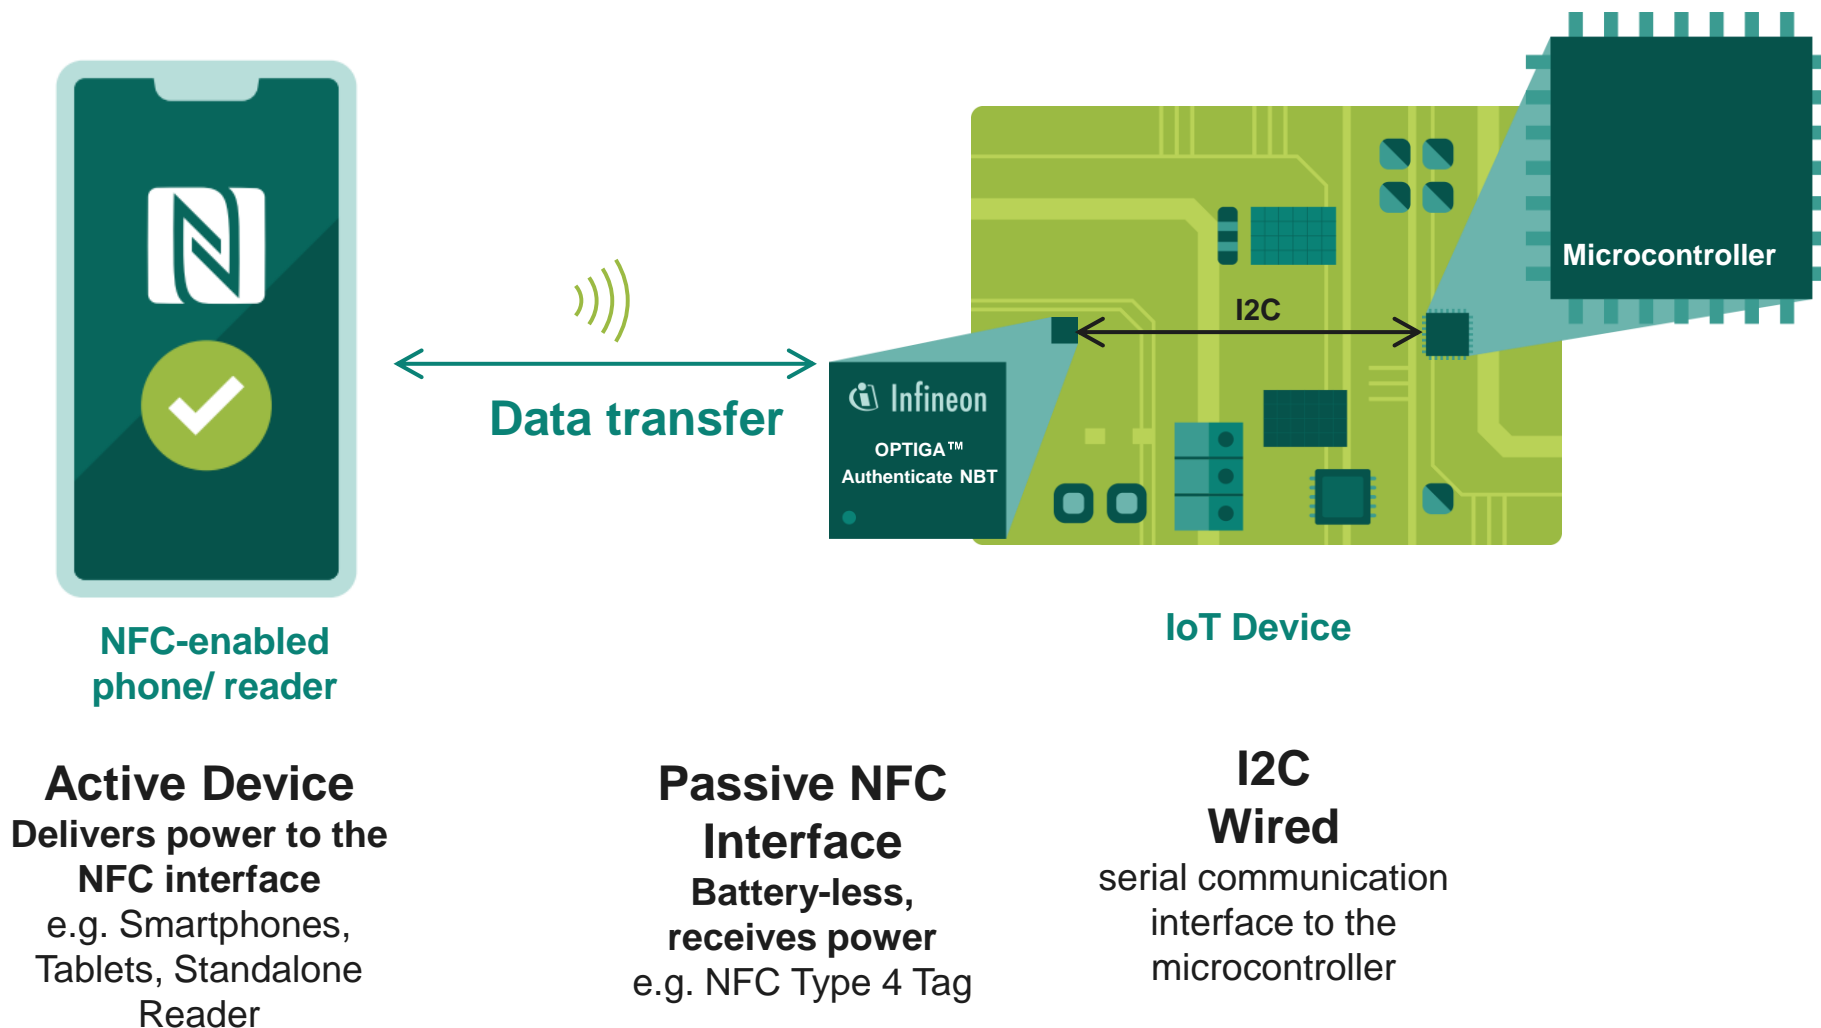 Microcontroller
I2C
Infineon
OPTIGA™
Authenticate NBT
Data transfer
NFC-enabled
phone/ reader
IoT Device
Active Device
Delivers power to the
NFC interface
e.g. Smartphones,
Tablets, Standalone
Reader
Passive NFC
Interface
Battery-less,
receives power
e.g. NFC Type 4 Tag
I2C
Wired
serial communication
interface to the
microcontroller